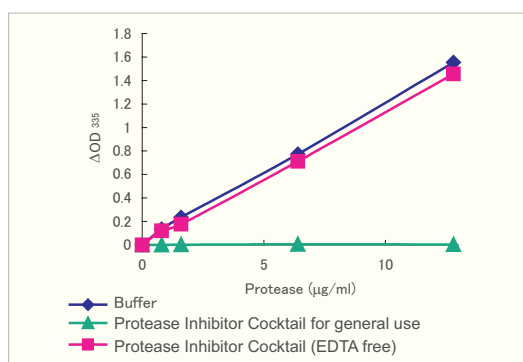 1.8
1.6
1.4
1.2
1
0.8
0.6
0.4
0.2
0
ΔOD 335
0 5 10
Protease (μg/ml)
Buffer
Protease Inhibitor Cocktail for general use
Protease Inhibitor Cocktail (EDTA free)